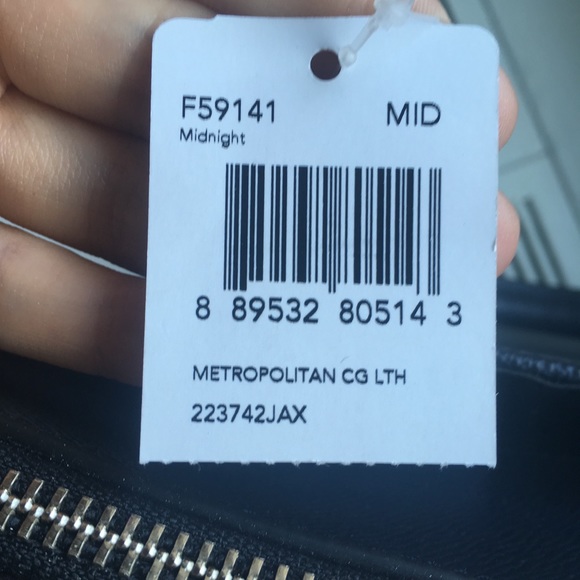 F59141 MID
Midnight
8 89532 80514 3
METROPOLITAN CG LTH
223742JAX